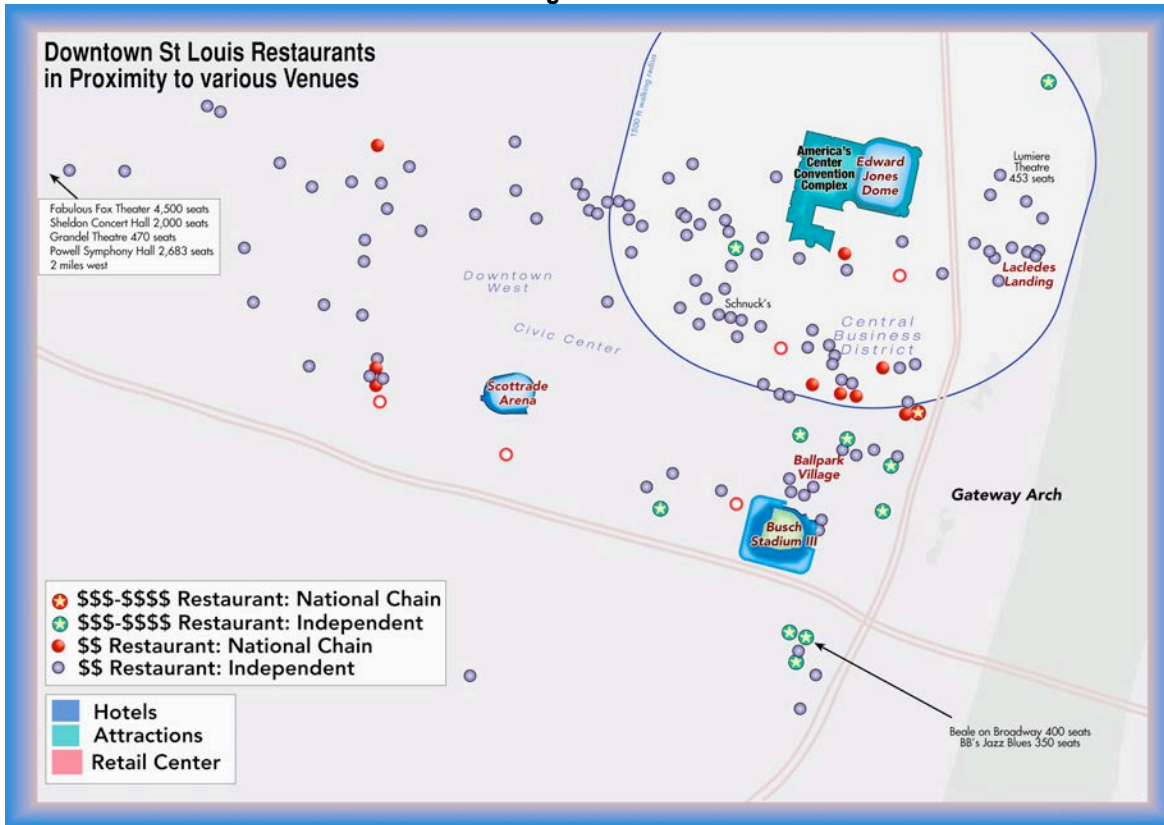 Downtown St Louis Restaurants
in Proximity to various Venues
1500 ft walking radius
America's
Center
Convention
Complex
Edward
Jones
Dome
Lumiere
Theatre
453 seats
Fabulous Fox Theater 4,500 seats
Sheldon Concert Hall 2,000 seats
Grandel Theatre 470 seats
Powell Symphony Hall 2,683 seats
2 miles west
Downtown
West
Lacledes
Landing
Schnuck's
Civic Center
Central
Business
District
Scottrade
Arena
Ballpark
Village
Gateway Arch
Busch
Stadium III
$$$-$$$$ Restaurant: National Chain
$$$-$$$$ Restaurant: Independent
$$ Restaurant: National Chain
$$ Restaurant: Independent
Hotels
Attractions
Retail Center
Beale on Broadway 400 seats
BB's Jazz Blues 350 seats